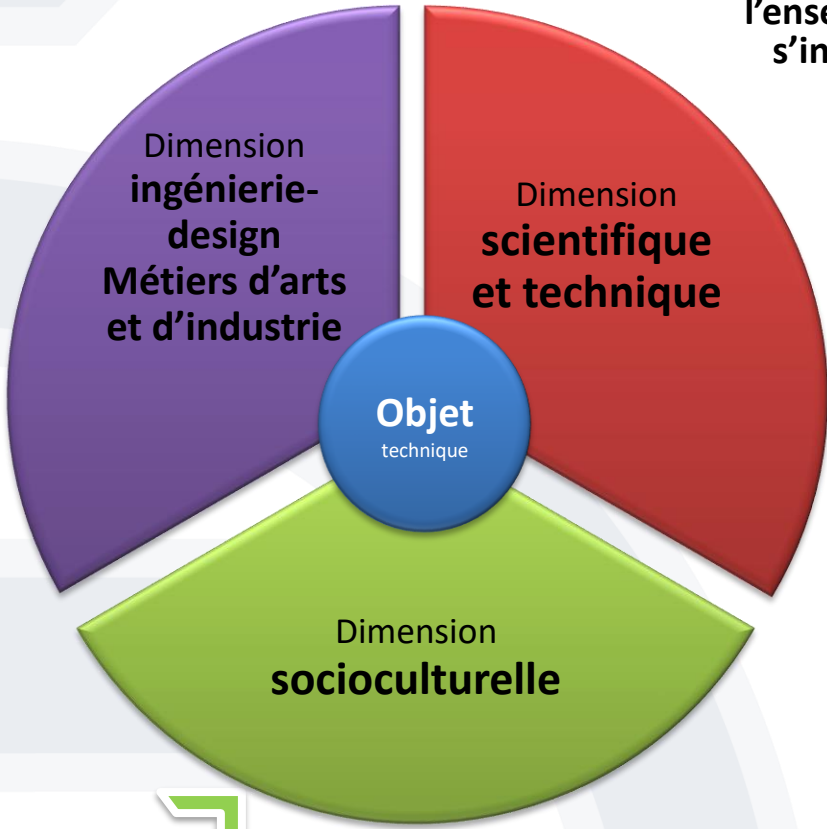 l'ense
s'in
Dimension
ingénierie-
design
Métiers d'arts
et d'industrie
Dimension
scientifique
et technique
Objet
technique
Dimension
socioculturelle